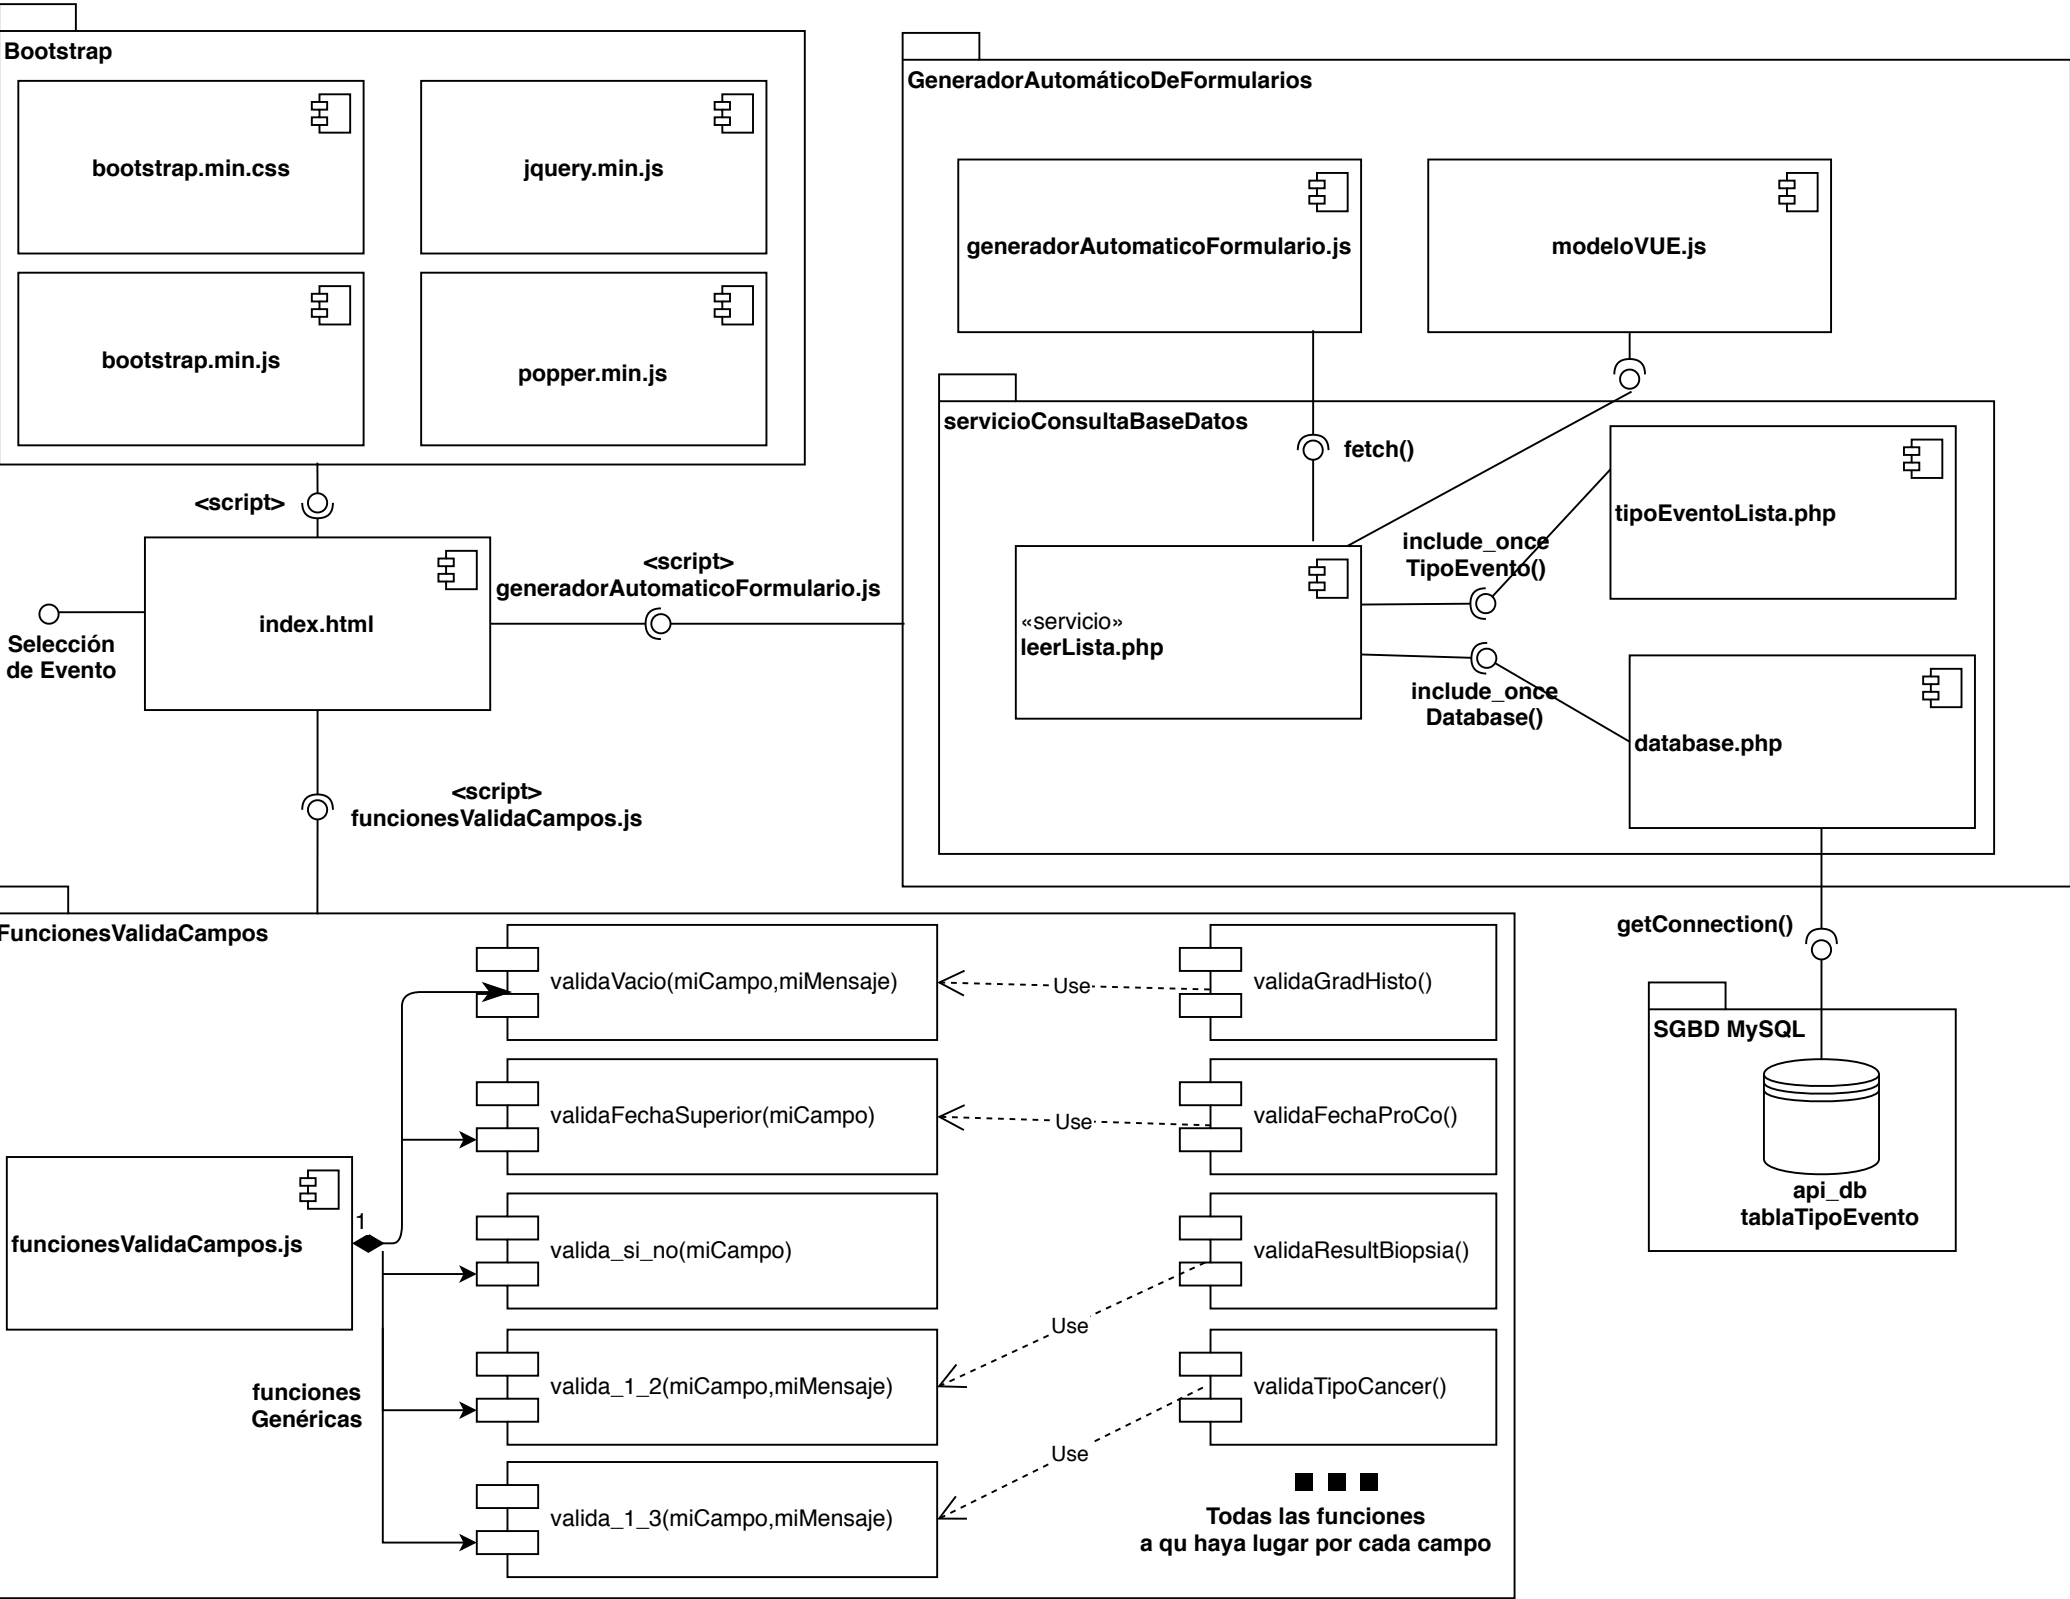 Bootstrap
bootstrap.min.css
jquery.min.js
bootstrap.min.js
popper.min.js
<script>
index.html
Selección
de Evento
<script>
generadorAutomaticoFormulario.js
<script>
funcionesValidaCampos.js
GeneradorAutomáticoDeFormularios
generadorAutomaticoFormulario.js
modeloVUE.js
servicioConsultaBaseDatos
fetch()
tipoEventoLista.php
include_once
TipoEvento()
«servicio»
leerLista.php
include_once
Database()
database.php
getConnection()
SGBD MySQL
api_db
tablaTipoEvento
FuncionesValidaCampos
validaVacio(miCampo,miMensaje)
Use
validaGradHisto()
validaFechaSuperior(miCampo)
Use
validaFechaProCo()
1
funcionesValidaCampos.js
valida_si_no(miCampo)
validaResultBiopsia()
Use
funciones
Genéricas
valida_1_2(miCampo,miMensaje)
validaTipoCancer()
Use
valida_1_3(miCampo,miMensaje)
Todas las funciones
a qu haya lugar por cada campo